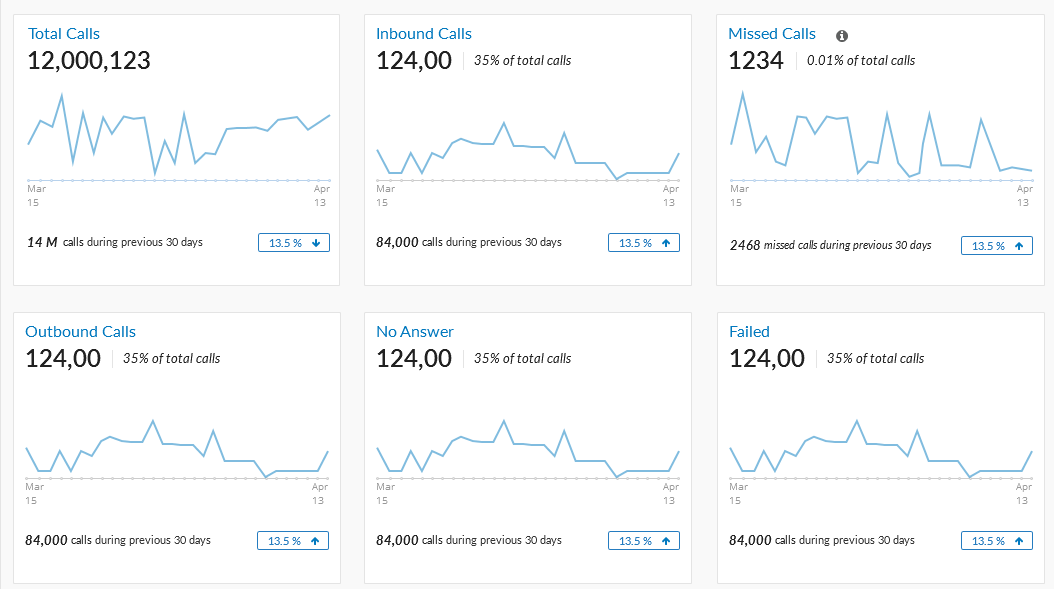 Total Calls
12,000,123
Mar
15
Apr
13
14 M calls during previous 30 days
13.5 %
Inbound Calls
124,00
35% of total calls
Mar
15
Apr
13
84,000 calls during previous 30 days
13.5 %
Missed Calls
1234
0.01% of total calls
Mar
15
Apr
13
2468 missed calls during previous 30 days
13.5 %
Outbound Calls
124,00
35% of total calls
Mar
15
Apr
13
84,000 calls during previous 30 days
13.5 %
No Answer
124,00
35% of total calls
Mar
15
Apr
13
84,000 calls during previous 30 days
13.5 %
Failed
124,00
35% of total calls
Mar
15
Apr
13
84,000 calls during previous 30 days
13.5 %